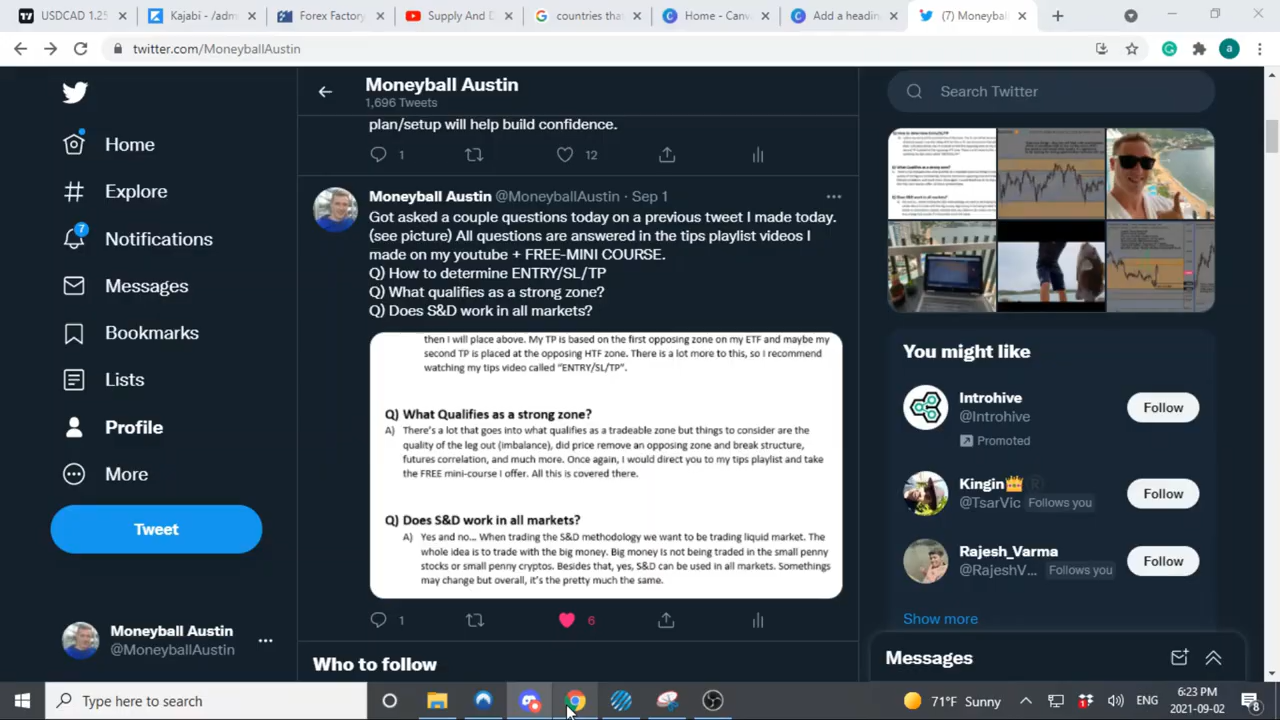 USDCAD 1.25
Kajabi - /adm
Forex Factory
Supply And D
countries that
Home - Canv
Add a headin
(7) Moneybal
twitter.com/MoneyballAustin
a
Moneyball Austin
1,696 Tweets
Search Twitter
Home
Explore
Notifications
7
Messages
Bookmarks
Lists
Profile
More
Tweet
Moneyball Austin
@MoneyballAustin
plan/setup will help build confidence.
12
Moneyball Austin @MoneyballAustin
Got asked a couple questions today on a previous tweet I made today.
(see picture) All questions are answered in the tips playlist videos I
made on my youtube + FREE-MINI COURSE.
Q) How to determine ENTRY/SL/TP
Q) What qualifies as a strong zone?
Q) Does S&D work in all markets?
then I will place above. My TP is based on the first opposing zone on my ETF and maybe my
second TP is placed at the opposing HTF zone. There is a lot more to this, so I recommend
watching my tips video called "ENTRY/SL/TP".
Q) What Qualifies as a strong zone?
A) There's a lot that goes into what qualifies as a tradeable zone but things to consider are the
quality of the leg out (imbalance), did price remove an opposing zone and break structure,
futures correlation, and much more. Once again, I would direct you to my tips playlist and take
the FREE mini-course I offer. All this is covered there.
Q) Does S&D work in all markets?
A) Yes and no... When trading the S&D methodology we want to be trading liquid market. The
whole idea is to trade with the big money. Big money is not being traded in the small penny
stocks or small penny cryptos. Besides that, yes, S&D can be used in all markets. Somethings
may change but overall, it's the pretty much the same.
1
6
Who to follow
You might like
Introhive
@Introhive
Promoted
Follow
Kingin
@TsarVic Follows you
Follow
Rajesh_Varma
@RajeshV... Follows you
Follow
Show more
Messages
Type here to search
71°F Sunny
ENG
6:23 PM
2021-09-02
8